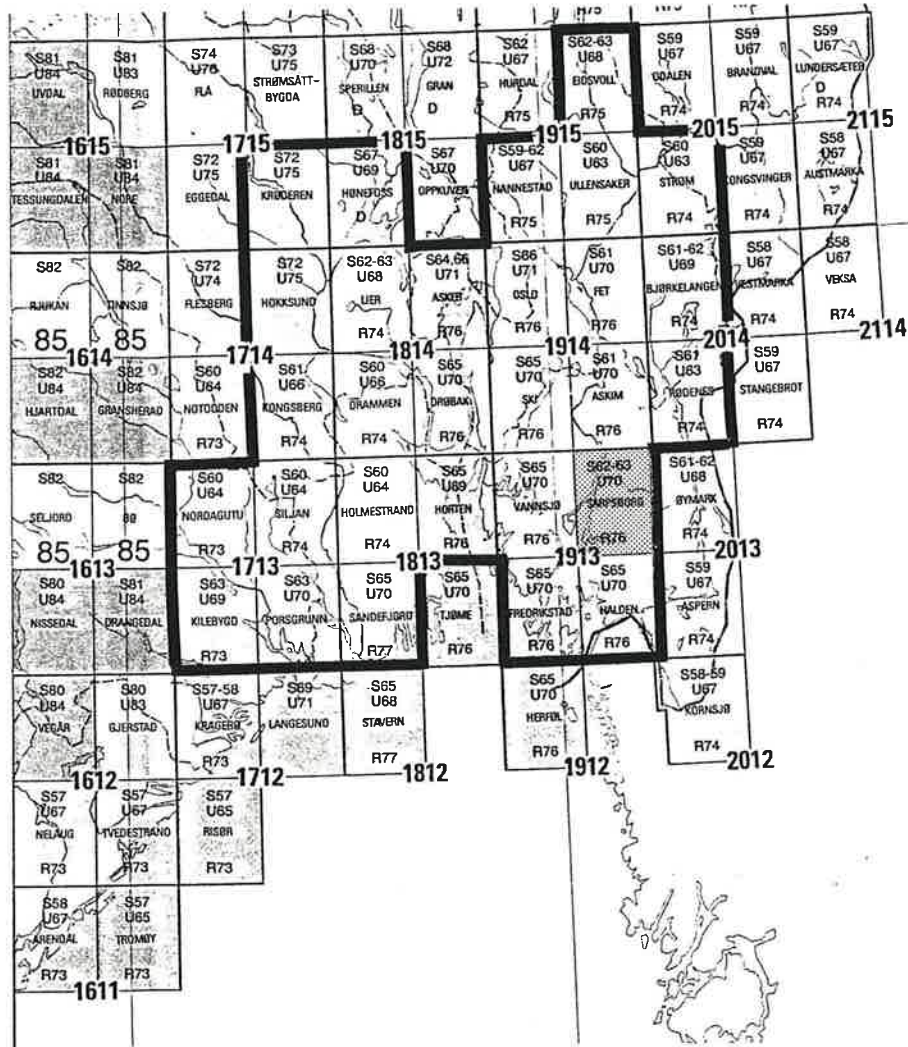 R75
S81
U84
UVDAL
S81
U83
RØDBERG
S74
U76
FLÅ
S73
U75
STRØMSÅTT-
BYGDA
S68
U70
SPERILLEN
D
S68
U72
GRAN
D
S62
U67
HURDAL
R75
S62-63
U68
EIDSVOLL
R75
S59
U67
ODALEN
R74
S59
U67
BRANDVAL
R74
S59
U67
LUNDERSÆTER
D
R74
1615
1715
1815
1915
2015
2115
S81
U84
TESSUNGDALEN
S81
U84
NORE
S72
U75
EGGEDAL
S72
U75
KRØDEREN
S67
U69
HØNEFOSS
D
S67
U70
OPPKUVEN
S59-62
U67
NANNESTAD
R75
S60
U63
ULLENSAKER
R75
S60
U63
STRØM
R74
S59
U67
KONGSVINGER
R74
S58
U67
AUSTMARKA
R74
S82
RJUKAN
85
S82
TINNSJØ
85
S72
U74
FLESBERG
S72
U75
HOKKSUND
S62-63
U68
LIER
R74
S64,66
U71
ASKER
R76
S66
U71
OSLO
R76
S61
U70
FET
R76
S61-62
U69
BJØRKELANGEN
R74
S58
U67
VESTMARKA
R74
S58
U67
VEKSA
R74
1614
1714
1814
1914
2014
2114
S82
U84
HJARTDAL
S82
U84
GRANSHERAD
S60
U64
NOTODDEN
R73
S61
U66
KONGSBERG
R74
S60
U66
DRAMMEN
R74
S65
U70
DRØBAK
R76
S65
U70
SKI
R76
S61
U70
ASKIM
R76
S61
U63
RØDENES
R74
S59
U67
STANGEBROT
R74
S82
SELJORD
85
S82
BØ
85
S60
U64
NORDAGUTU
R73
S60
U64
SILJAN
R74
S60
U64
HOLMESTRAND
R74
S65
U69
HORTEN
R76
S65
U70
VANNSJØ
R76
S62-63
U70
SARPSBORG
R76
S61-62
U68
ØYMARK
R74
1613
1713
1813
1913
2013
S80
U84
NISSEDAL
S81
U84
DRANGEDAL
S63
U69
KILEBYGD
R73
S63
U70
PORSGRUNN
S65
U70
SANDEFJORD
R77
S65
U70
TJØME
R76
S65
U70
FREDRIKSTAD
S65
U70
HALDEN
R76
S59
U67
ASPERN
R74
S80
U84
VEGÅR
S80
U83
GJERSTAD
S57-58
U67
KRAGERØ
R73
S69
U71
LANGESUND
S65
U68
STAVERN
R77
S65
U70
HERFØL
R76
S58-59
U67
KORNSJØ
R74
1612
1712
1812
1912
2012
S57
U67
NELAUG
R73
S57
U67
TVEDESTRAND
R73
S57
U65
RISØR
R73
S58
U67
ARENDAL
R73
S57
U65
TROMØY
R73
1611